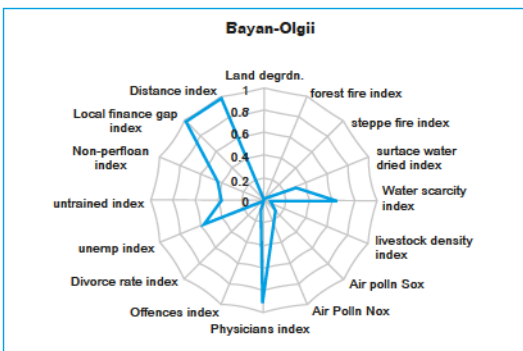 Bayan-Olgii
Land degrdn.
forest fire index
steppe fire index
surtace water
dried index
Water scarcity
index
livestock density
index
Air polln Sox
Air Polln Nox
Physicians index
Offences index
Divorce rate index
unemp index
untrained index
Non-perfloan
index
Local finance gap
index
Distance index
1
0.8
0.6
0.4
0.2
0